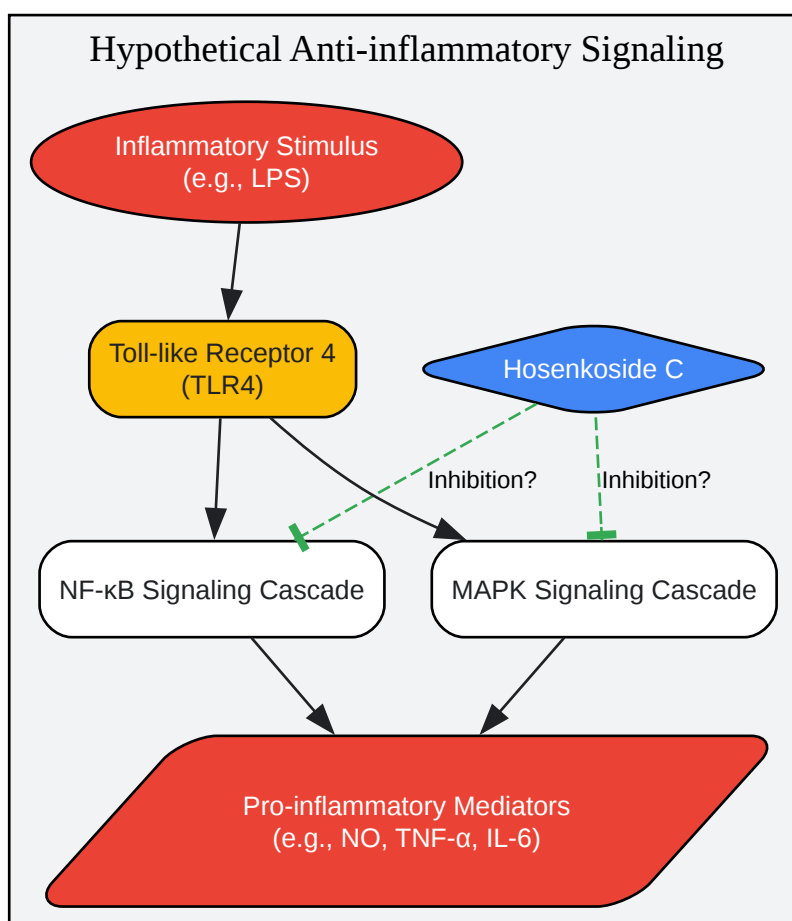 Hypothetical Anti-inflammatory Signaling
Inflammatory Stimulus
(e.g., LPS)
Toll-like Receptor 4
(TLR4)
Hosenkoside C
Inhibition?
Inhibition?
NF-κB Signaling Cascade
MAPK Signaling Cascade
Pro-inflammatory Mediators
(e.g., NO, TNF-α, IL-6)